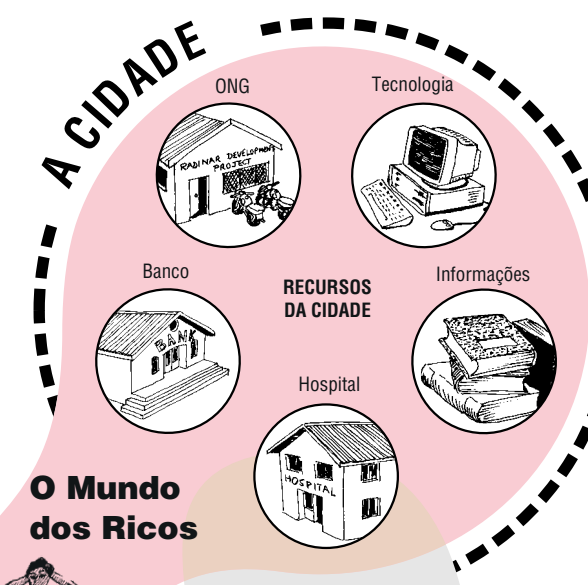 A CIDADE
ONG
Tecnologia
RADINAR DEVELOPMENT
PROJECT
Banco
RECURSOS
DA CIDADE
Informações
BANK
Hospital
HOSPITAL
O Mundo
dos Ricos